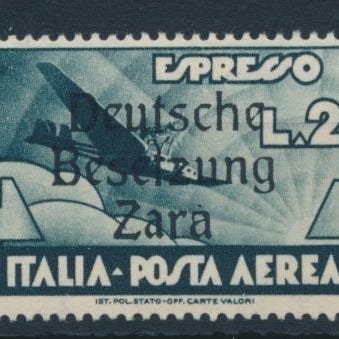 ESPRESSO
Deutsche
L. 2
Besetzung
Zara
ITALIA-POSTA AEREA
IST. POL. STATO-OFF. CARTE VALORI